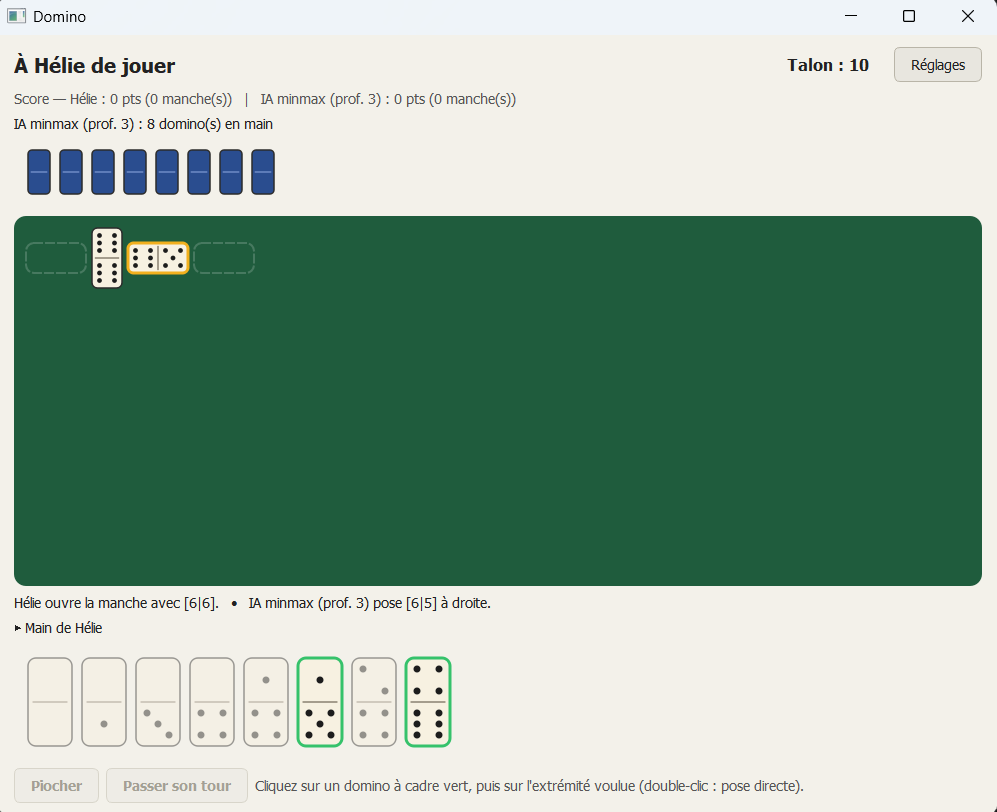 Domino
À Hélie de jouer
Talon : 10
Réglages
Score — Hélie : 0 pts (0 manche(s)) | IA minmax (prof. 3) : 0 pts (0 manche(s))
IA minmax (prof. 3) : 8 domino(s) en main
Hélie ouvre la manche avec [6|6]. • IA minmax (prof. 3) pose [6|5] à droite.
▸ Main de Hélie
Piocher
Passer son tour
Cliquez sur un domino à cadre vert, puis sur l'extrémité voulue (double-clic : pose directe).